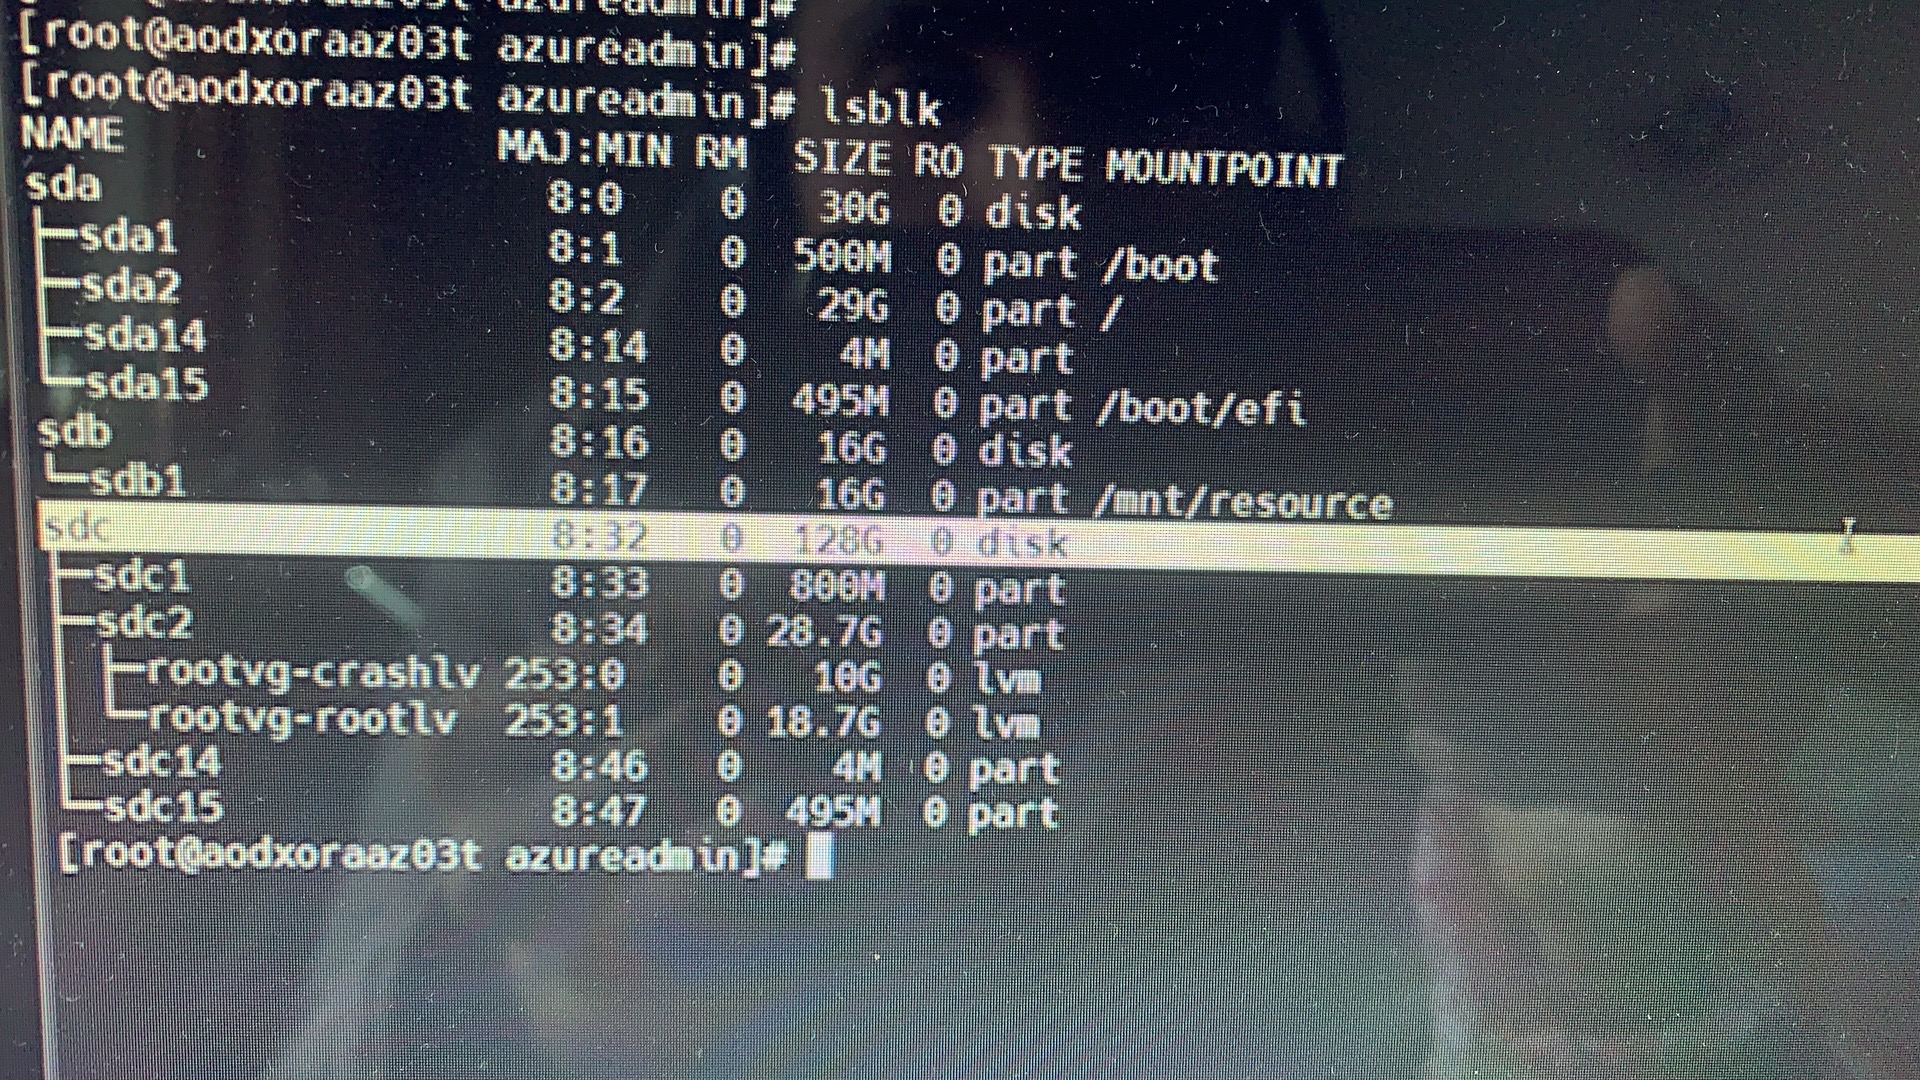 [root@aodxoraaz03t azureadmin]#
[root@aodxoraaz03t azureadmin]#
[root@aodxoraaz03t azureadmin]# lsblk
NAME MAJ:MIN RM SIZE RO TYPE MOUNTPOINT
sda 8:0 0 30G 0 disk
├─sda1 8:1 0 500M 0 part /boot
├─sda2 8:2 0 29G 0 part /
├─sda14 8:14 0 4M 0 part
└─sda15 8:15 0 495M 0 part /boot/efi
sdb 8:16 0 16G 0 disk
└─sdb1 8:17 0 16G 0 part /mnt/resource
sdc 8:32 0 128G 0 disk
├─sdc1 8:33 0 800M 0 part
├─sdc2 8:34 0 28.7G 0 part
│ ├─rootvg-crashlv 253:0 0 10G 0 lvm
│ └─rootvg-rootlv 253:1 0 18.7G 0 lvm
├─sdc14 8:46 0 4M 0 part
└─sdc15 8:47 0 495M 0 part
[root@aodxoraaz03t azureadmin]#